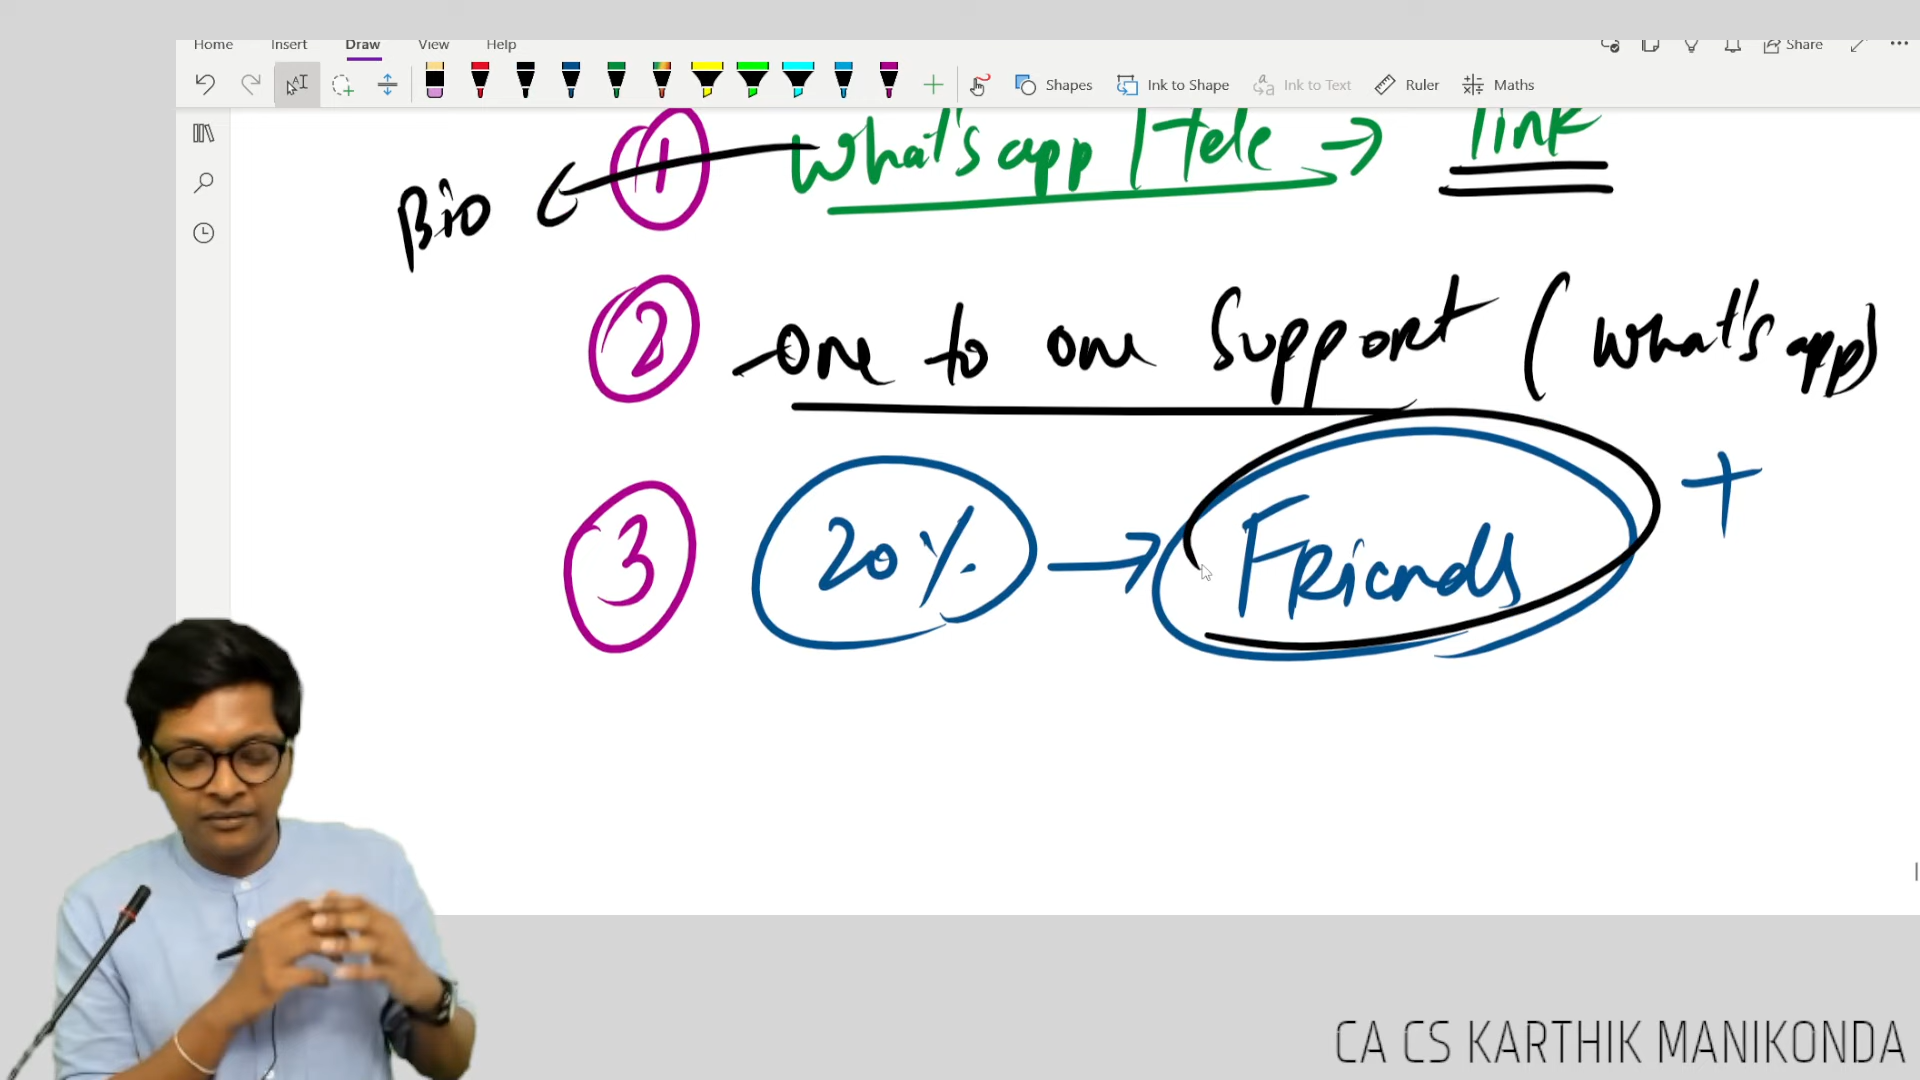 Home Insert Draw View Help Share
Shapes Ink to Shape Ink to Text Ruler Maths
1 What's app | Tele → link
Bio
2 - one to one Support (What's app)
3 20% → Friends +
CA CS KARTHIK MANIKONDA